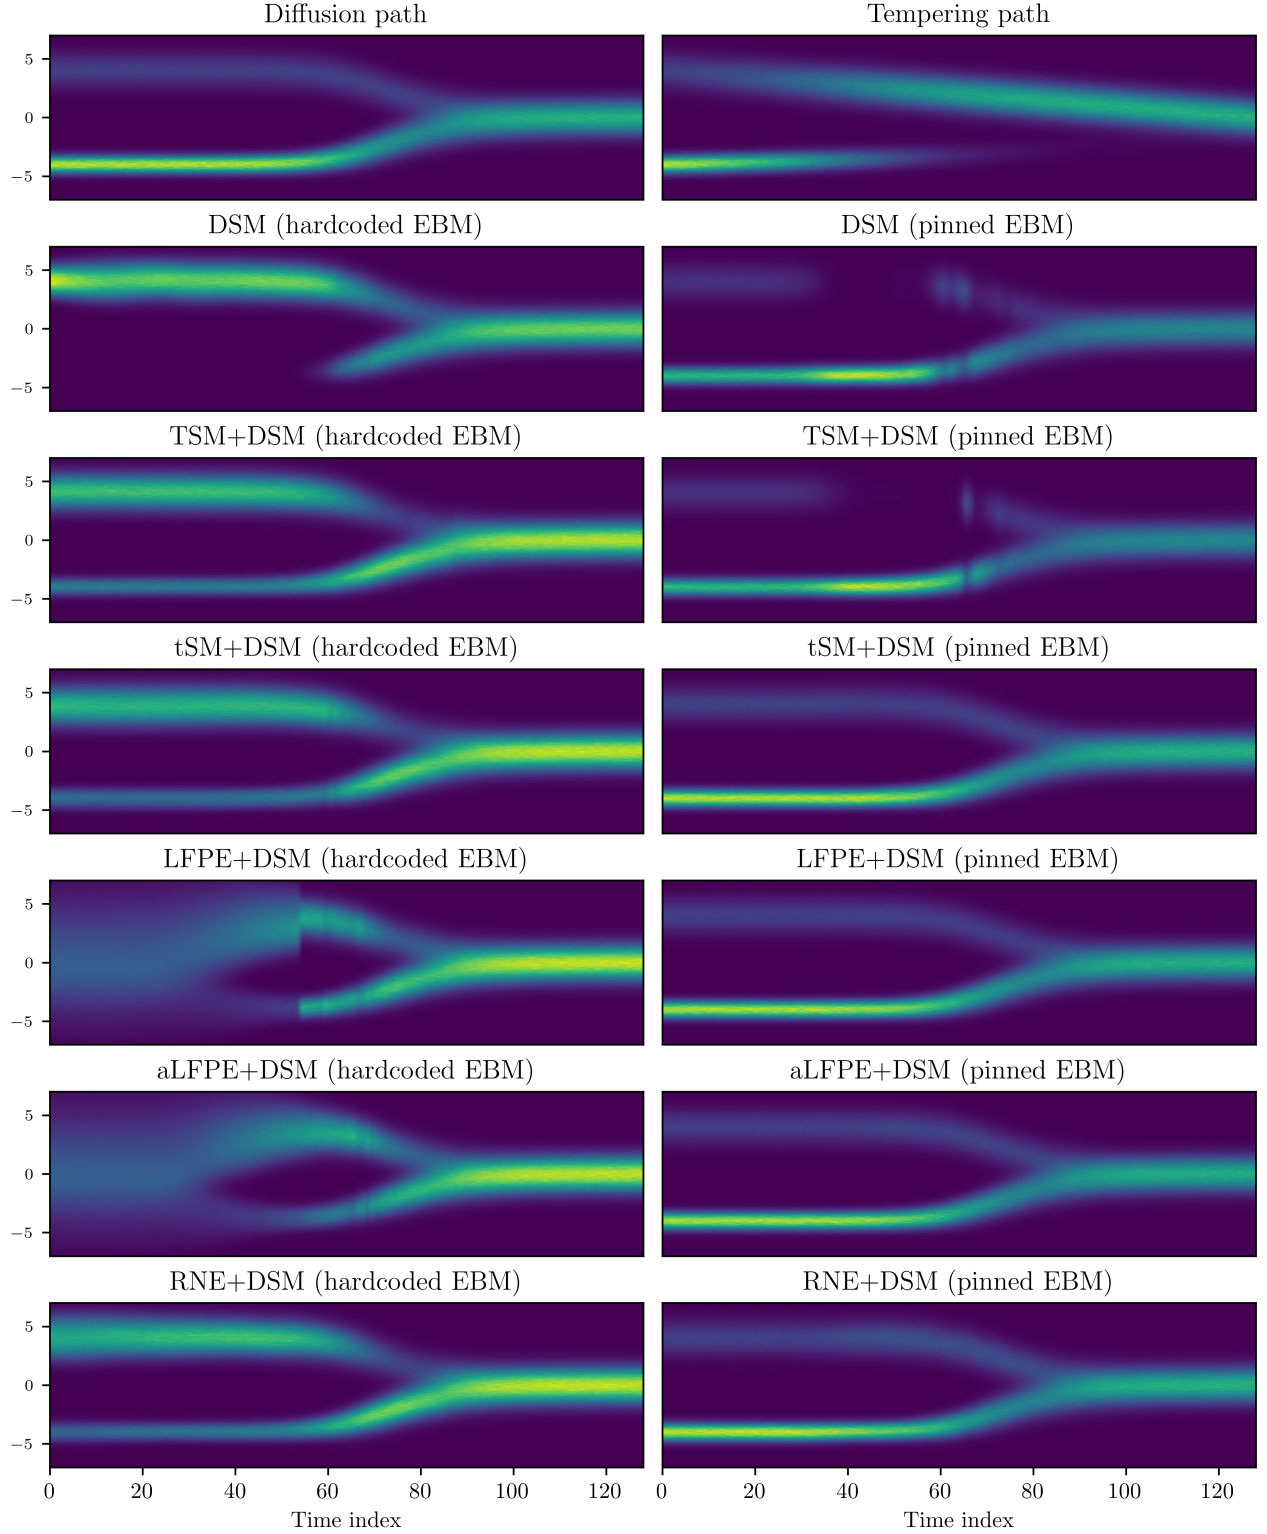 Diffusion path
Tempering path
5
0
−5
DSM (hardcoded EBM)
DSM (pinned EBM)
5
0
−5
TSM+DSM (hardcoded EBM)
TSM+DSM (pinned EBM)
5
0
−5
tSM+DSM (hardcoded EBM)
tSM+DSM (pinned EBM)
5
0
−5
LFPE+DSM (hardcoded EBM)
LFPE+DSM (pinned EBM)
5
0
−5
aLFPE+DSM (hardcoded EBM)
aLFPE+DSM (pinned EBM)
5
0
−5
RNE+DSM (hardcoded EBM)
RNE+DSM (pinned EBM)
5
0
−5
0 20 40 60 80 100 120
0 20 40 60 80 100 120
Time index
Time index